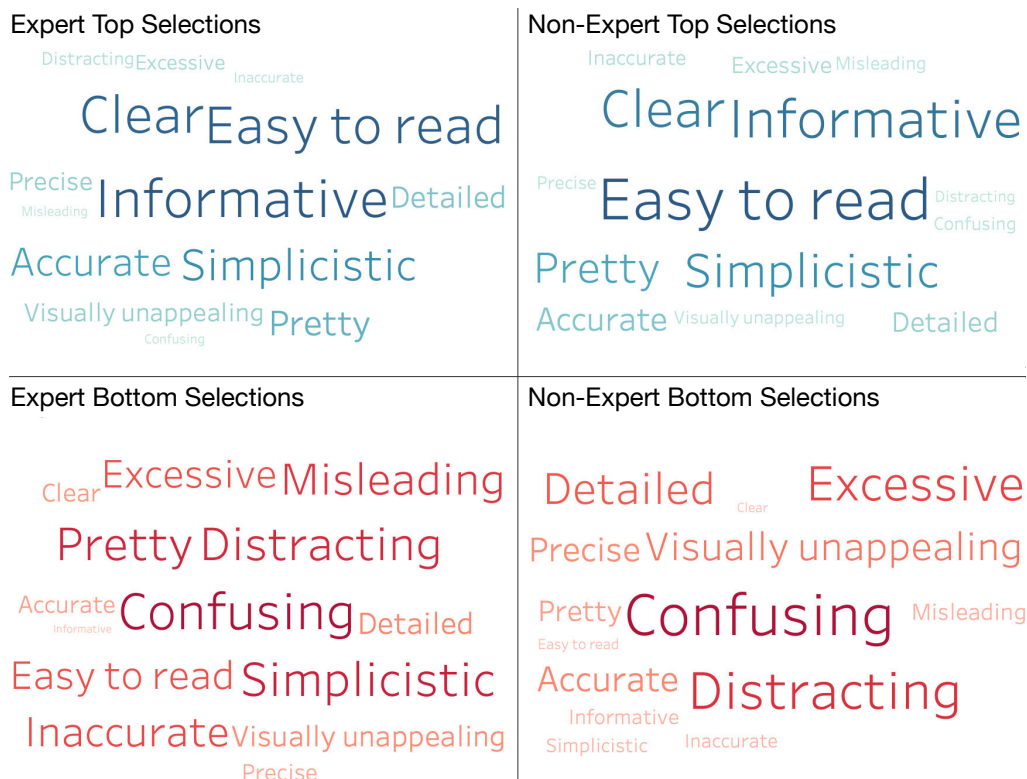 Expert Top Selections
Distracting Excessive
Inaccurate
Clear Easy to read
Precise Informative Detailed
Misleading
Accurate Simplicistic
Visually unappealing Pretty
Confusing
Non-Expert Top Selections
Inaccurate Excessive Misleading
Clear Informative
Precise Easy to read Distracting
Confusing
Pretty Simplicistic
Accurate Visually unappealing Detailed
Expert Bottom Selections
Clear Excessive Misleading
Pretty Distracting
Accurate Confusing Detailed
Informative
Easy to read Simplicistic
Inaccurate Visually unappealing
Precise
Non-Expert Bottom Selections
Detailed Clear Excessive
Precise Visually unappealing
Pretty Confusing Misleading
Easy to read
Accurate Distracting
Informative
Simplicistic Inaccurate